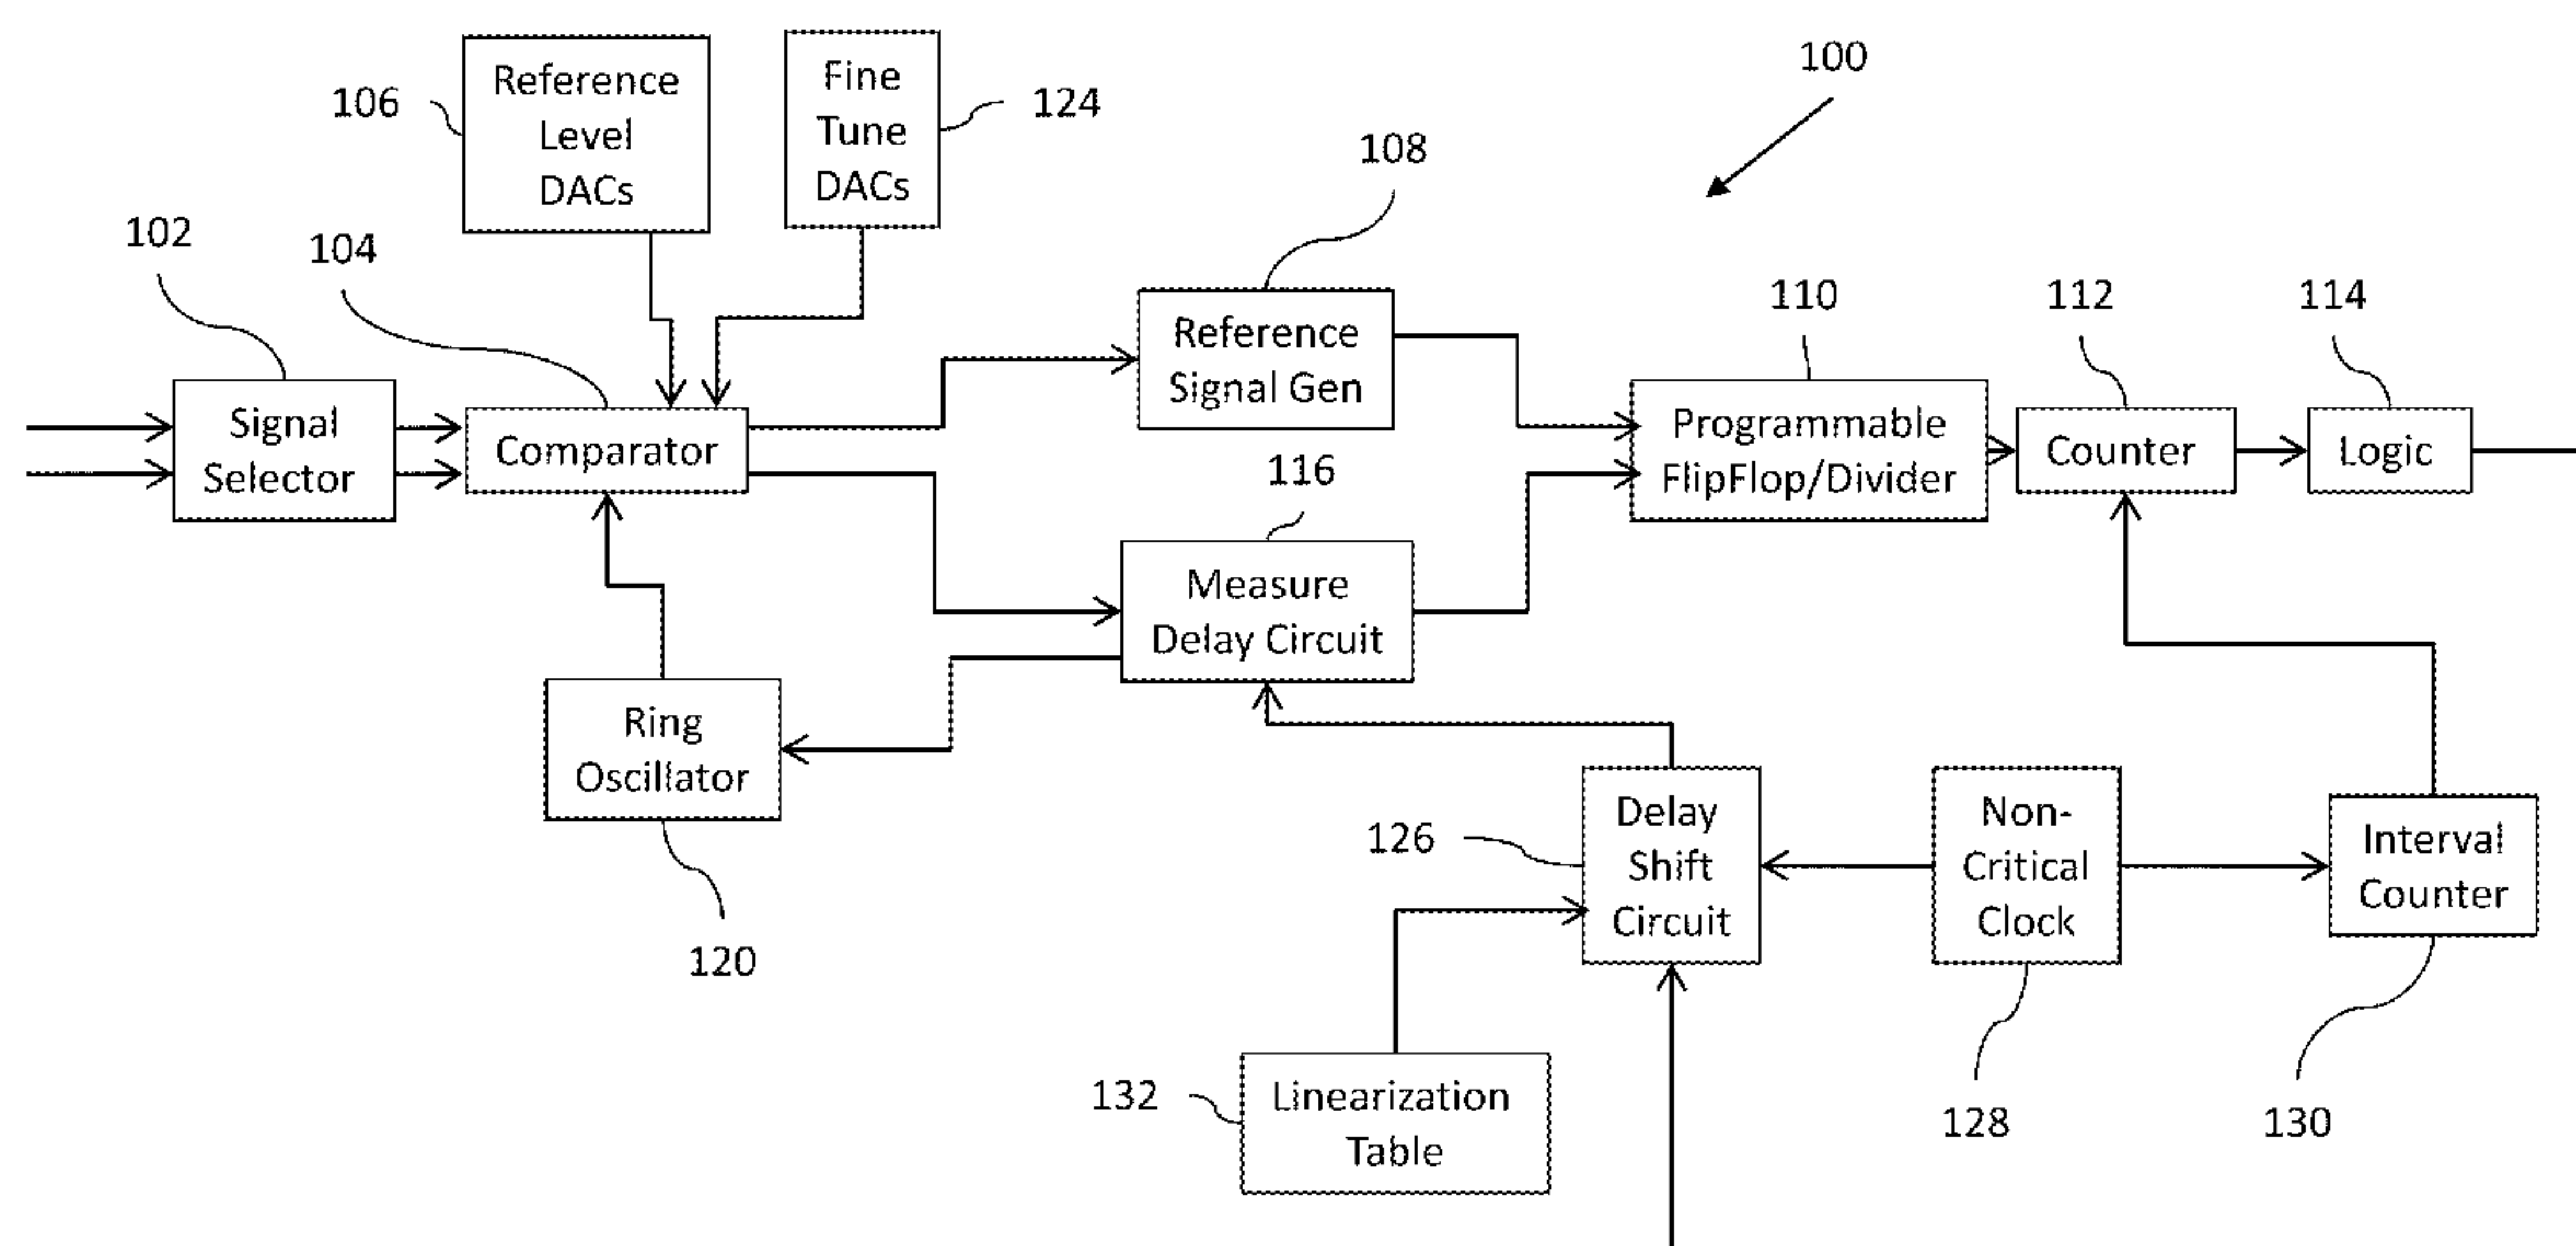 100
106
Reference
Level
DACs
Fine
Tune
DACs
124
108
102
104
110
112
114
Signal
Selector
Comparator
Reference
Signal Gen
Programmable
FlipFlop/Divider
Counter
Logic
116
Measure
Delay Circuit
Ring
Oscillator
120
126
Delay
Shift
Circuit
Non-
Critical
Clock
Interval
Counter
132
Linearization
Table
128
130